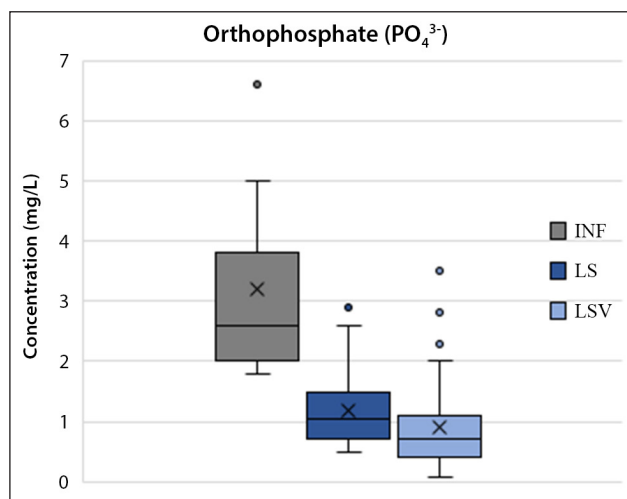 Orthophosphate (PO₄³⁻)
Concentration (mg/L)
7
6
5
4
3
2
1
0
INF
LS
LSV